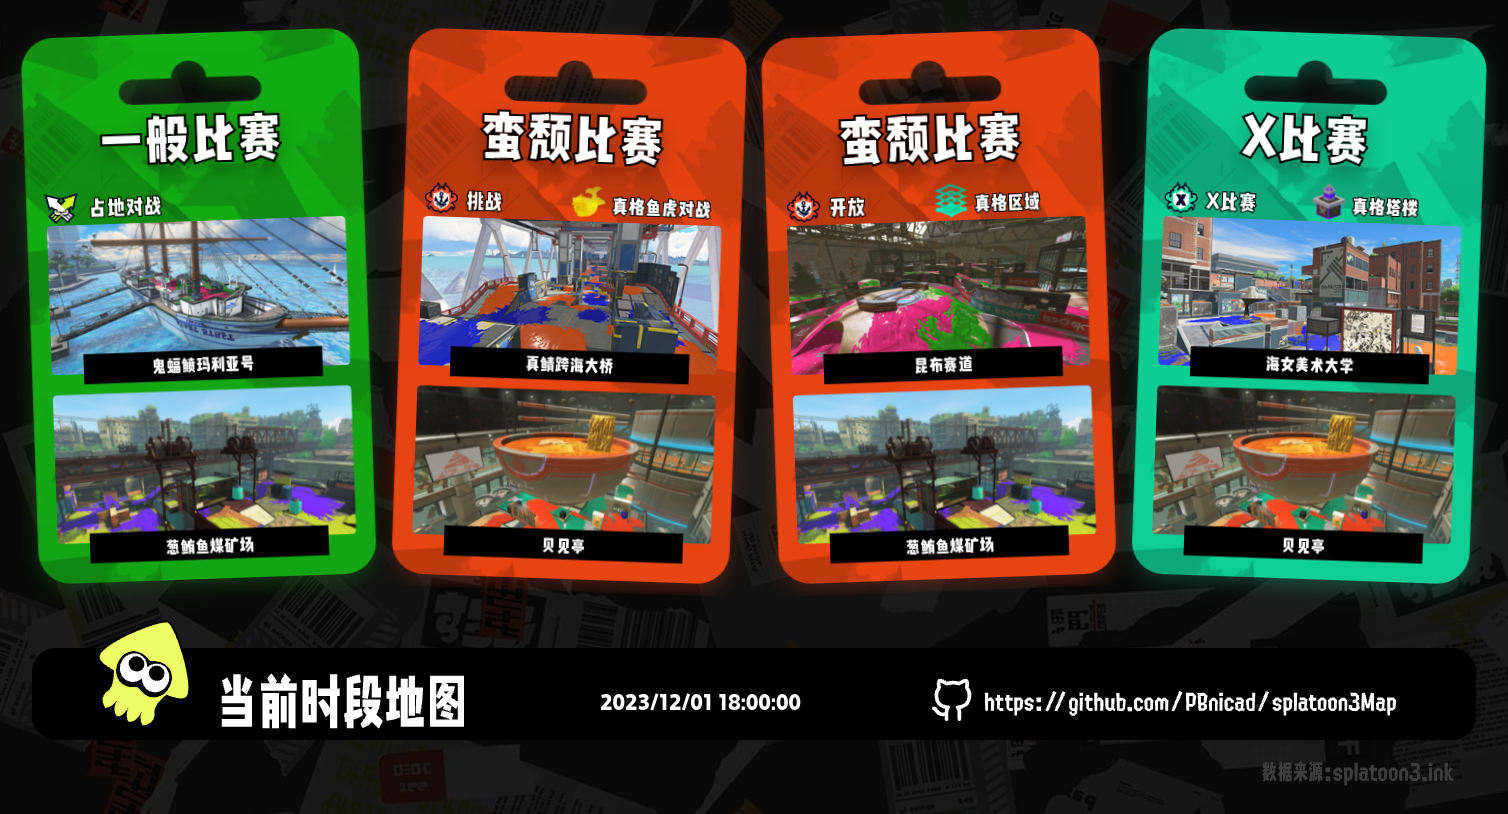 一般比赛
占地对战
鬼蝠鲼玛利亚号
葱鲔鱼煤矿场
蛮颓比赛
挑战
真格鱼虎对战
真鲭跨海大桥
贝见亭
蛮颓比赛
开放
真格区域
昆布赛道
葱鲔鱼煤矿场
X比赛
X比赛
真格塔楼
海女美术大学
贝见亭
当前时段地图
2023/12/01 18:00:00
https://github.com/PBnicad/splatoon3Map
数据来源:splatoon3.ink